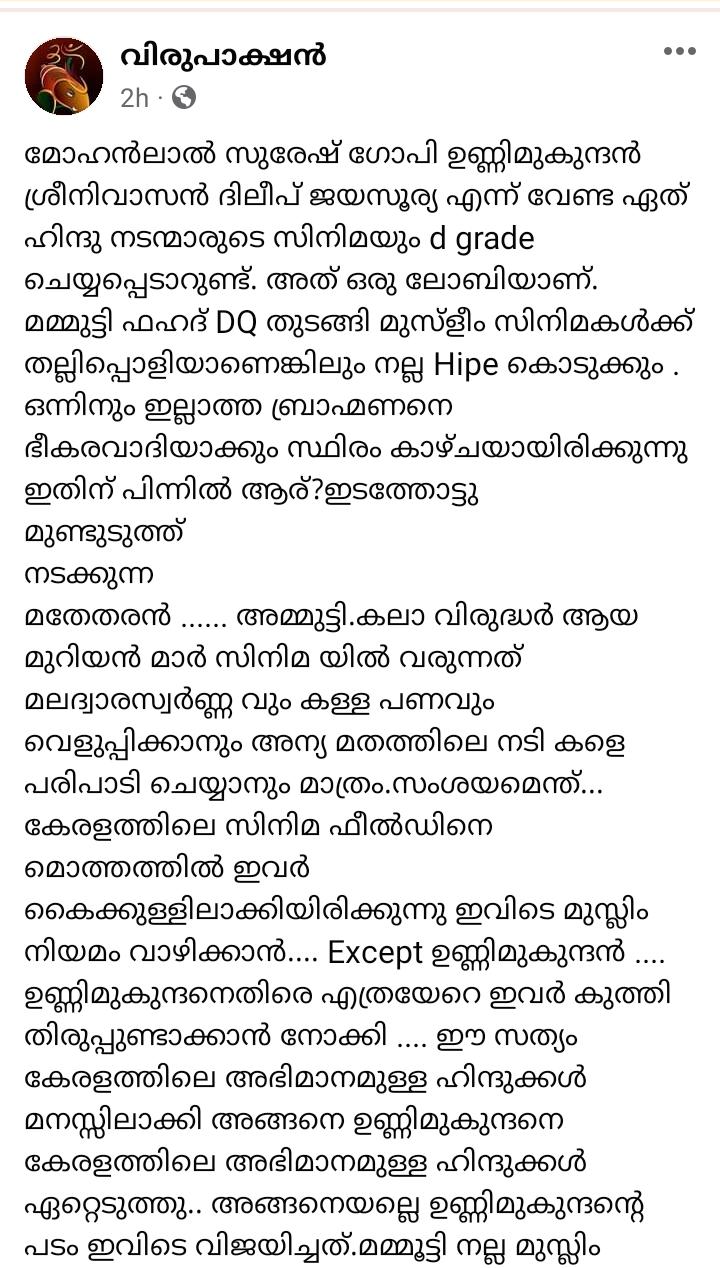 വിരുപാക്ഷൻ
2h ·
മോഹൻലാൽ സുരേഷ് ഗോപി ഉണ്ണിമുകുന്ദൻ
ശ്രീനിവാസൻ ദിലീപ് ജയസൂര്യ എന്ന് വേണ്ട ഏത്
ഹിന്ദു നടന്മാരുടെ സിനിമയും d grade
ചെയ്യപ്പെടാറുണ്ട്. അത് ഒരു ലോബിയാണ്.
മമ്മുട്ടി ഫഹദ് DQ തുടങ്ങി മുസ്ളീം സിനിമകൾക്ക്
തല്ലിപ്പൊളിയാണെങ്കിലും നല്ല Hipe കൊടുക്കും .
ഒന്നിനും ഇല്ലാത്ത ബ്രാഹ്മണനെ
ഭീകരവാദിയാക്കും സ്ഥിരം കാഴ്ചയായിരിക്കുന്നു
ഇതിന് പിന്നിൽ ആര്?ഇടത്തോട്ടു
മുണ്ടുടുത്ത്
നടക്കുന്ന
മതേതരൻ ...... അമ്മുട്ടി.കലാ വിരുദ്ധർ ആയ
മുറിയൻ മാർ സിനിമ യിൽ വരുന്നത്
മലദ്വാരസ്വർണ്ണ വും കള്ള പണവും
വെളുപ്പിക്കാനും അന്യ മതത്തിലെ നടി കളെ
പരിപാടി ചെയ്യാനും മാത്രം.സംശയമെന്ത്...
കേരളത്തിലെ സിനിമ ഫീൽഡിനെ
മൊത്തത്തിൽ ഇവർ
കൈക്കുള്ളിലാക്കിയിരിക്കുന്നു ഇവിടെ മുസ്ലിം
നിയമം വാഴിക്കാൻ.... Except ഉണ്ണിമുകുന്ദൻ ....
ഉണ്ണിമുകുന്ദനെതിരെ എത്രയേറെ ഇവർ കുത്തി
തിരുപ്പുണ്ടാക്കാൻ നോക്കി .... ഈ സത്യം
കേരളത്തിലെ അഭിമാനമുള്ള ഹിന്ദുക്കൾ
മനസ്സിലാക്കി അങ്ങനെ ഉണ്ണിമുകുന്ദനെ
കേരളത്തിലെ അഭിമാനമുള്ള ഹിന്ദുക്കൾ
ഏറ്റെടുത്തു.. അങ്ങനെയല്ലെ ഉണ്ണിമുകുന്ദന്റെ
പടം ഇവിടെ വിജയിച്ചത്.മമ്മൂട്ടി നല്ല മുസ്ലിം